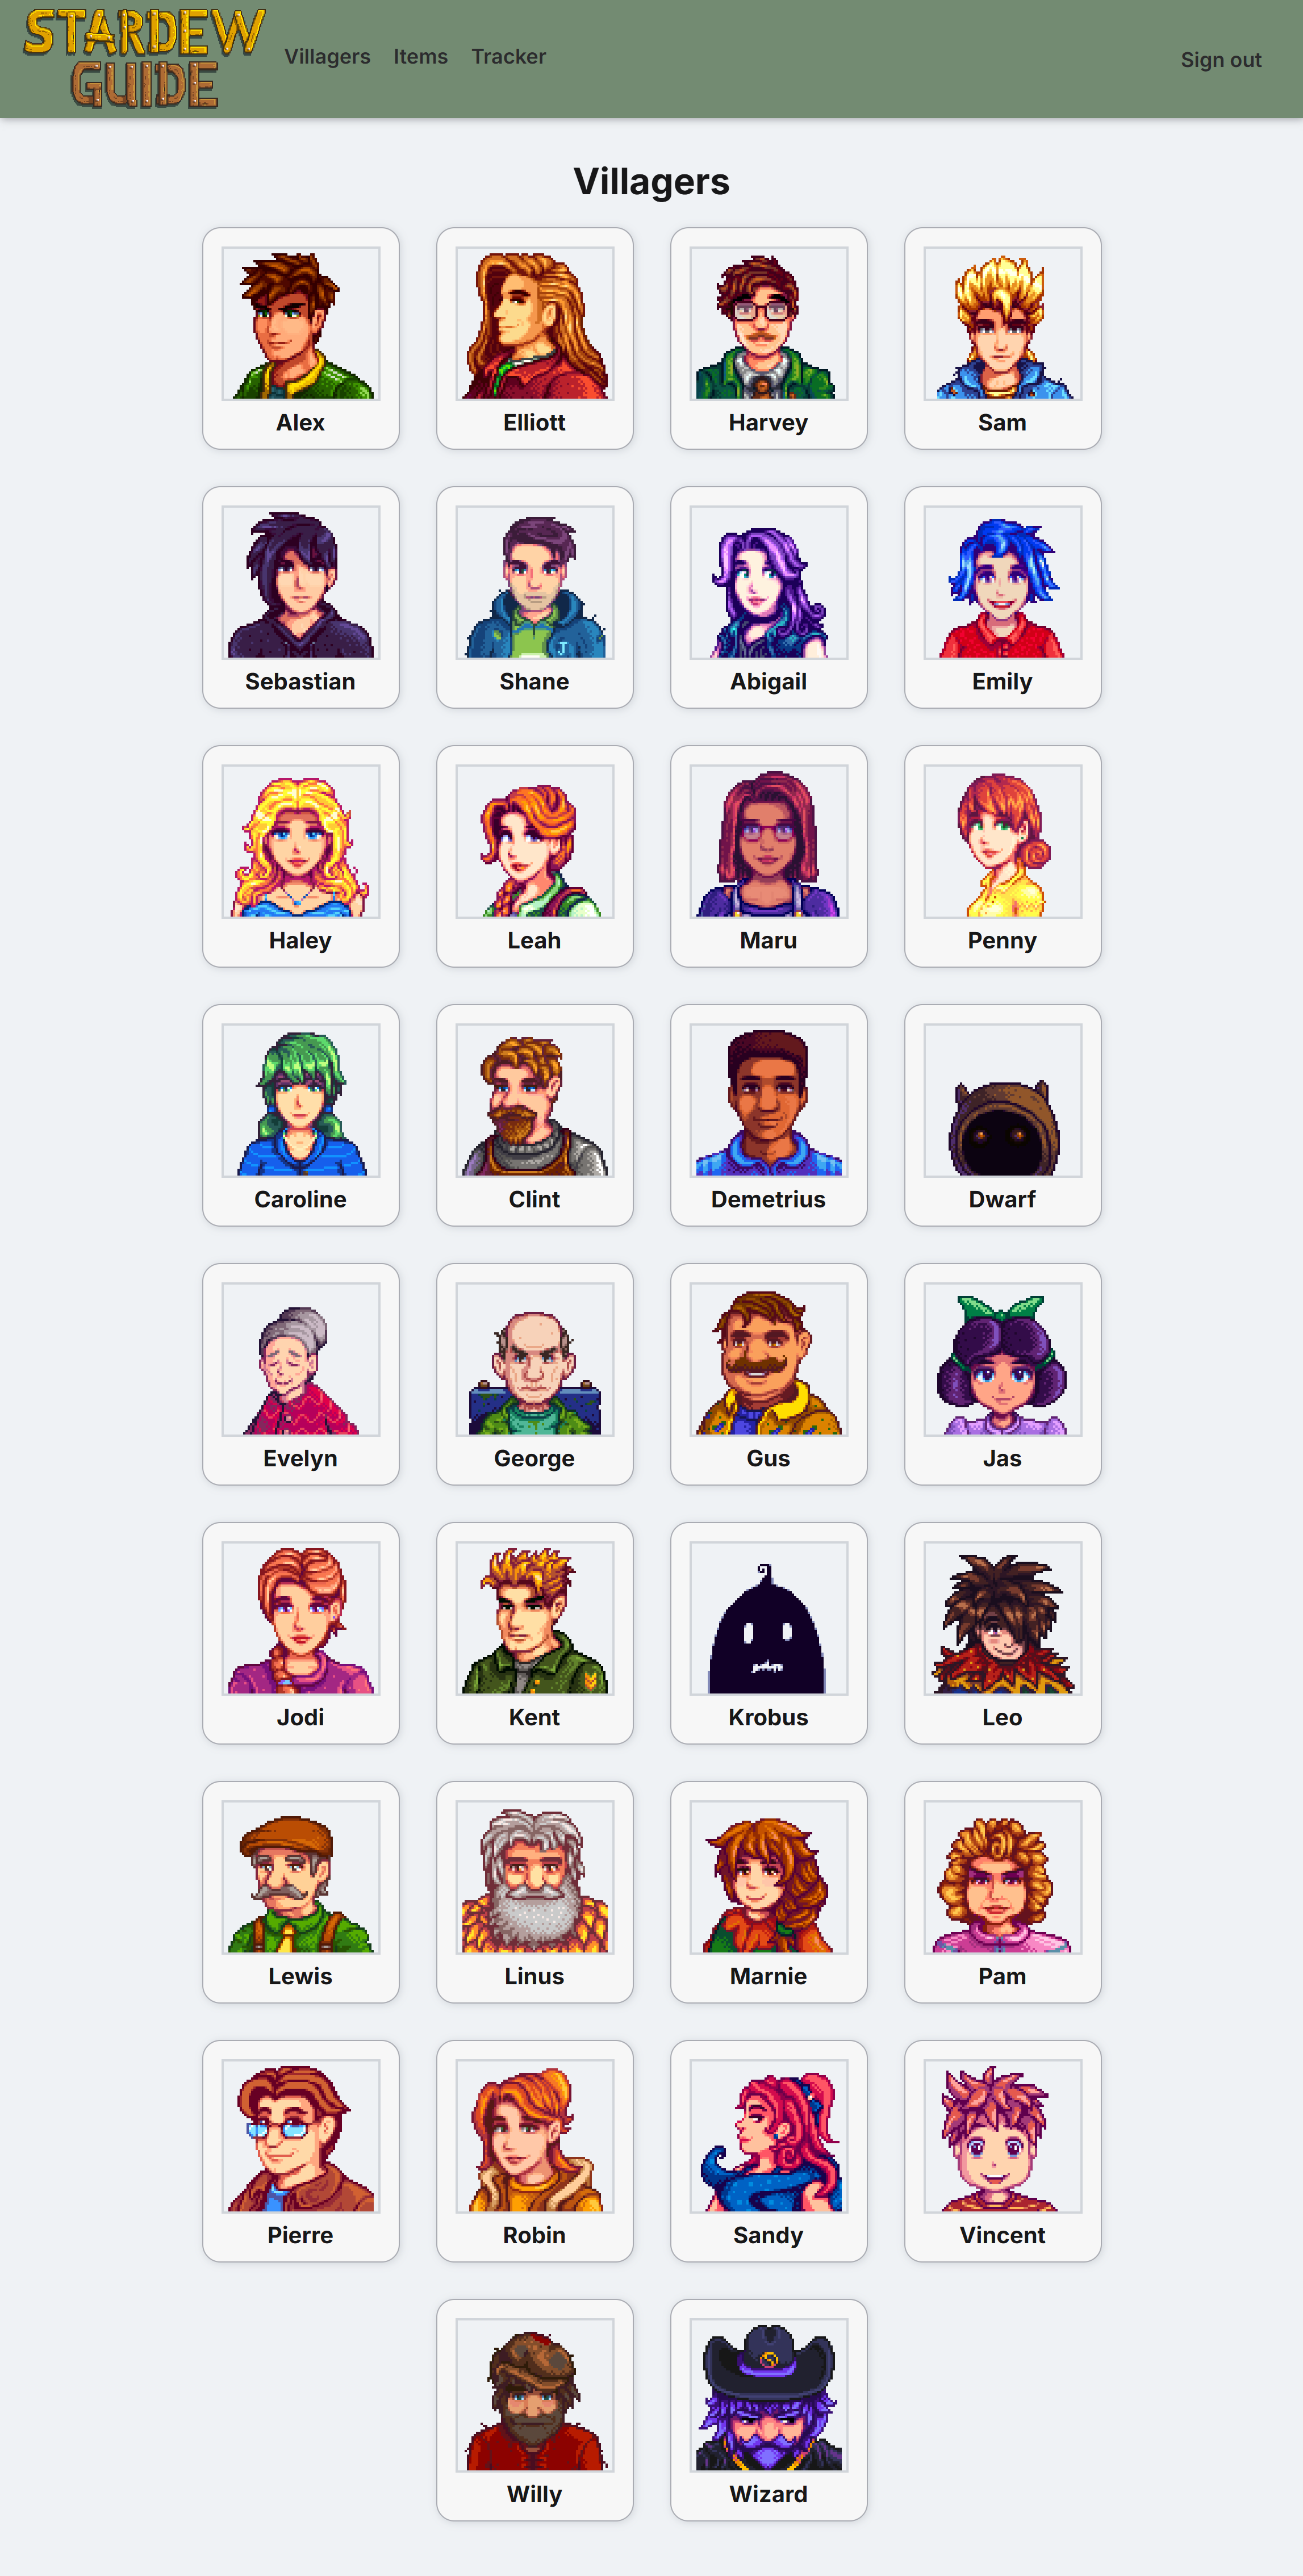 STARDEW
GUIDE
Villagers Items Tracker
Sign out
Villagers
Alex Elliott Harvey Sam
J
Sebastian Shane Abigail Emily
Haley Leah Maru Penny
Caroline Clint Demetrius Dwarf
Evelyn George Gus Jas
Jodi Kent Krobus Leo
Lewis Linus Marnie Pam
Pierre Robin Sandy Vincent
Willy Wizard